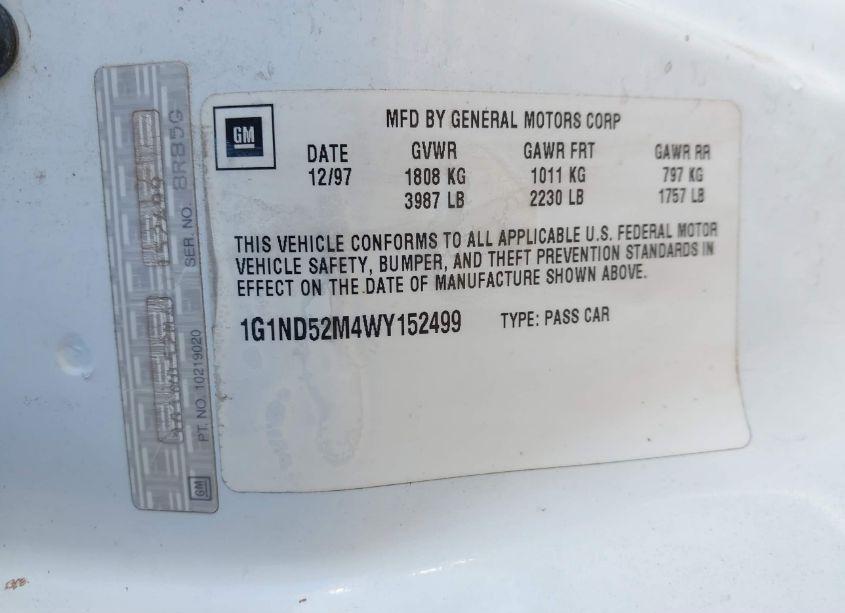 GM
MFD BY GENERAL MOTORS CORP
DATE GVWR GAWR FRT GAWR RR
12/97 1808 KG 1011 KG 797 KG
3987 LB 2230 LB 1757 LB
THIS VEHICLE CONFORMS TO ALL APPLICABLE U.S. FEDERAL MOTOR
VEHICLE SAFETY, BUMPER, AND THEFT PREVENTION STANDARDS IN
EFFECT ON THE DATE OF MANUFACTURE SHOWN ABOVE.
1G1ND52M4WY152499 TYPE: PASS CAR
GM PT. NO. 10219020 SER. NO. 8R85G